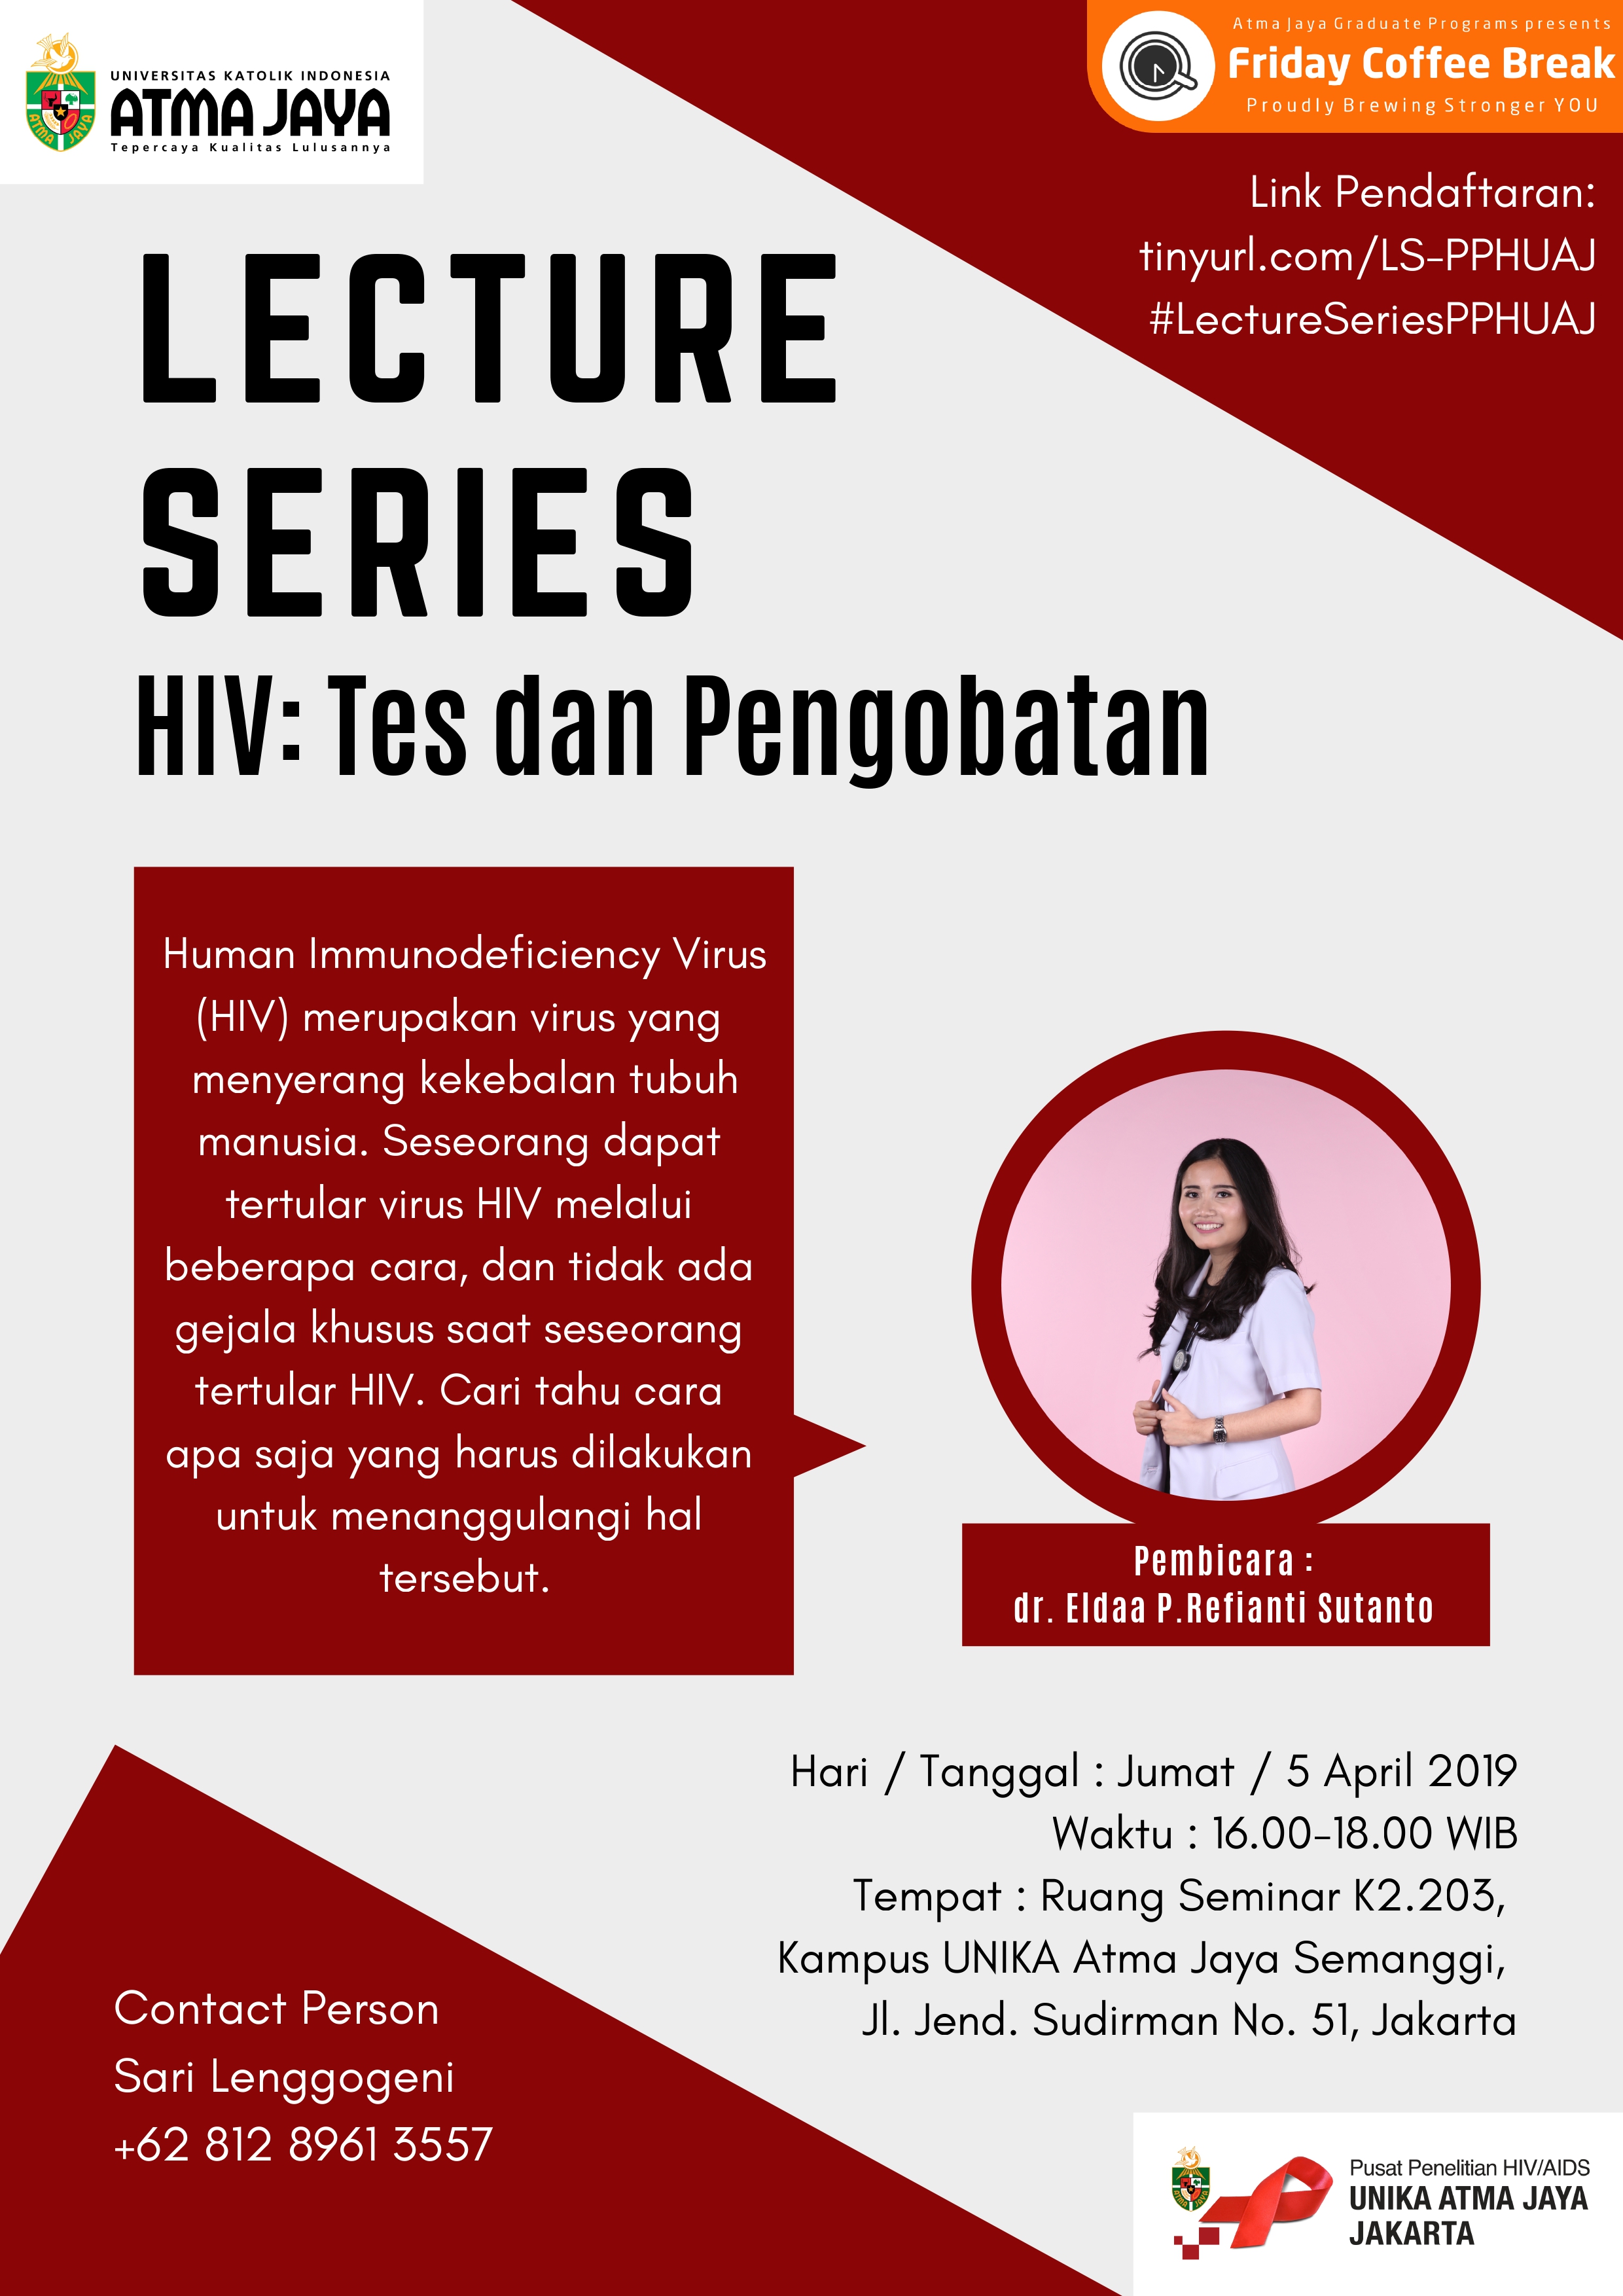 UNIVERSITAS KATOLIK INDONESIA
ATMA JAYA
Tepercaya Kualitas Lulusannya
ATMA JAYA
Atma Jaya Graduate Programs presents
Friday Coffee Break
Proudly Brewing Stronger YOU
Link Pendaftaran:
tinyurl.com/LS-PPHUAJ
#LectureSeriesPPHUAJ
LECTURE
SERIES
HIV: Tes dan Pengobatan
Human Immunodeficiency Virus
(HIV) merupakan virus yang
menyerang kekebalan tubuh
manusia. Seseorang dapat
tertular virus HIV melalui
beberapa cara, dan tidak ada
gejala khusus saat seseorang
tertular HIV. Cari tahu cara
apa saja yang harus dilakukan
untuk menanggulangi hal
tersebut.
Pembicara :
dr. Eldaa P.Refianti Sutanto
Hari / Tanggal : Jumat / 5 April 2019
Waktu : 16.00-18.00 WIB
Tempat : Ruang Seminar K2.203,
Kampus UNIKA Atma Jaya Semanggi,
Jl. Jend. Sudirman No. 51, Jakarta
Contact Person
Sari Lenggogeni
+62 812 8961 3557
ATMA JAYA
Pusat Penelitian HIV/AIDS
UNIKA ATMA JAYA
JAKARTA